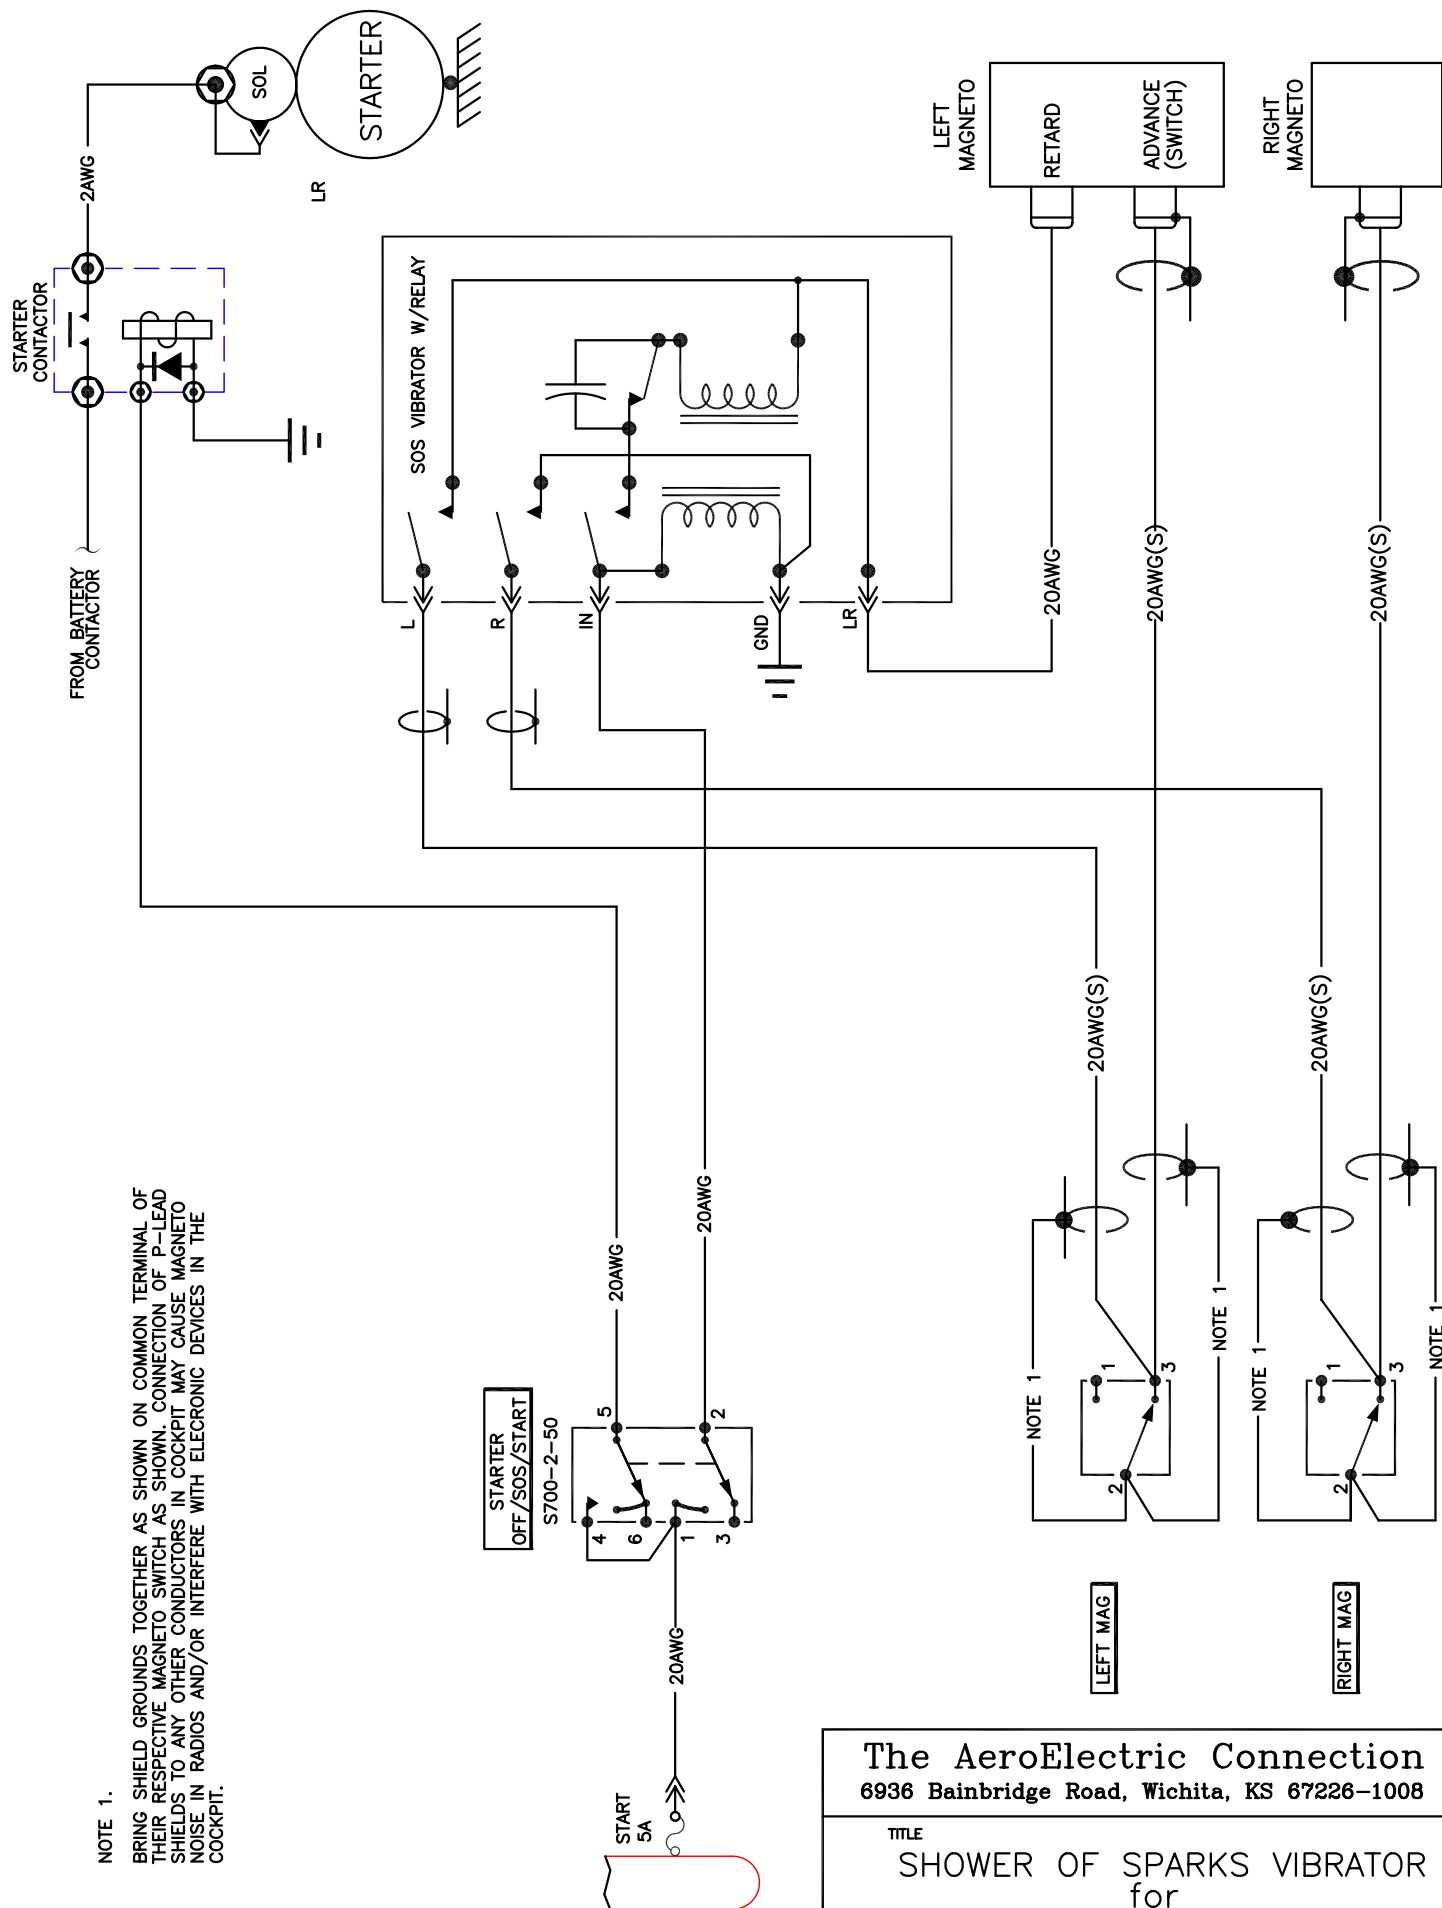 STARTER
SOL
LR
2AWG
STARTER
CONTACTOR
FROM BATTERY
CONTACTOR
SOS VIBRATOR W/RELAY
L
R
IN
GND
LR
LEFT
MAGNETO
RETARD
ADVANCE
(SWITCH)
RIGHT
MAGNETO
20AWG
20AWG(S)
20AWG(S)
20AWG(S)
20AWG(S)
20AWG
20AWG
STARTER
OFF/SOS/START
S700-2-50
5
2
4
6
1
3
20AWG
START
5A
NOTE 1
NOTE 1
1
3
2
LEFT MAG
NOTE 1
NOTE 1
1
3
2
RIGHT MAG
NOTE 1.
BRING SHIELD GROUNDS TOGETHER AS SHOWN ON COMMON TERMINAL OF
THEIR RESPECTIVE MAGNETO SWITCH AS SHOWN. CONNECTION OF P-LEAD
SHIELDS TO ANY OTHER CONDUCTORS IN COCKPIT MAY CAUSE MAGNETO
NOISE IN RADIOS AND/OR INTERFERE WITH ELECRONIC DEVICES IN THE
COCKPIT.
The AeroElectric Connection
6936 Bainbridge Road, Wichita, KS 67226-1008
TITLE
SHOWER OF SPARKS VIBRATOR
for